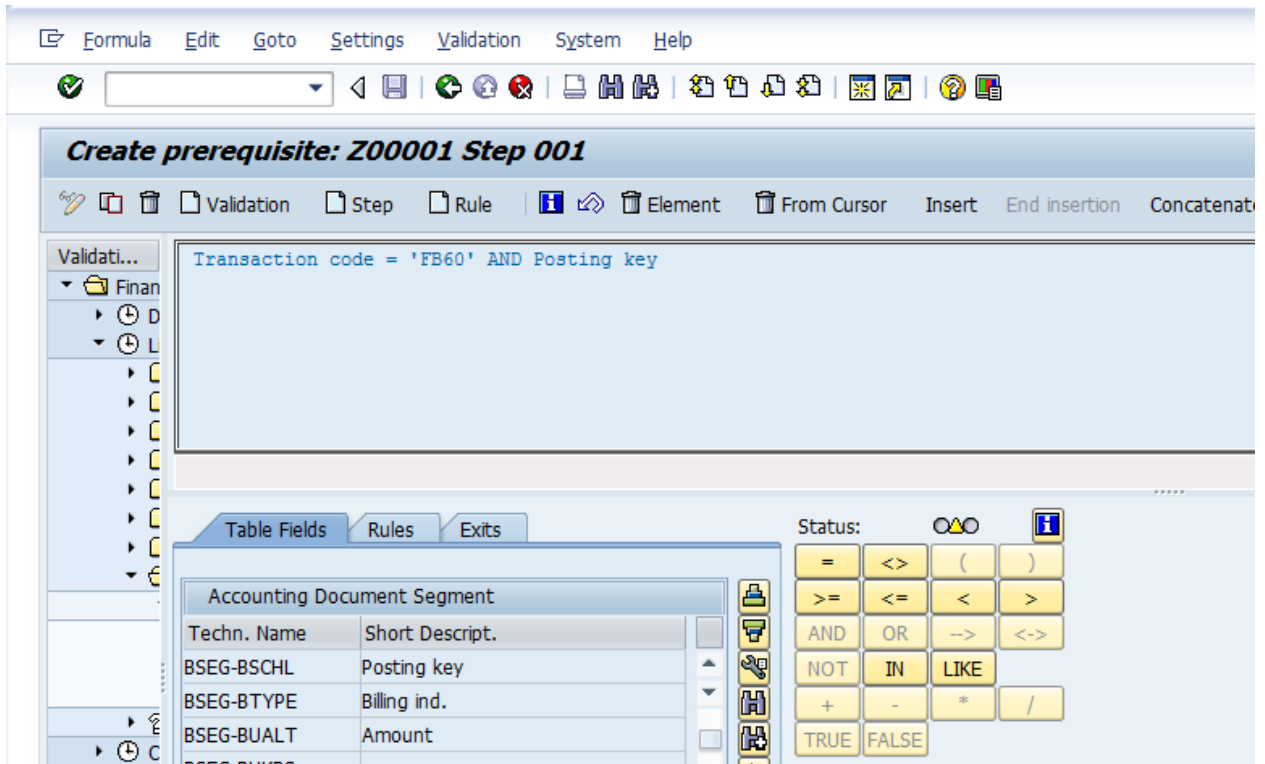 Formula Edit Goto Settings Validation System Help
Create prerequisite: Z00001 Step 001
Validation Step Rule Element From Cursor Insert End insertion Concatenate
Validati...
Transaction code = 'FB60' AND Posting key
Finan
D
Li
C
Table Fields Rules Exits
Status:
Accounting Document Segment
Techn. Name Short Descript.
BSEG-BSCHL Posting key
BSEG-BTYPE Billing ind.
BSEG-BUALT Amount
= <> ( )
>= <= < >
AND OR --> <->
NOT IN LIKE
+ - * /
TRUE FALSE